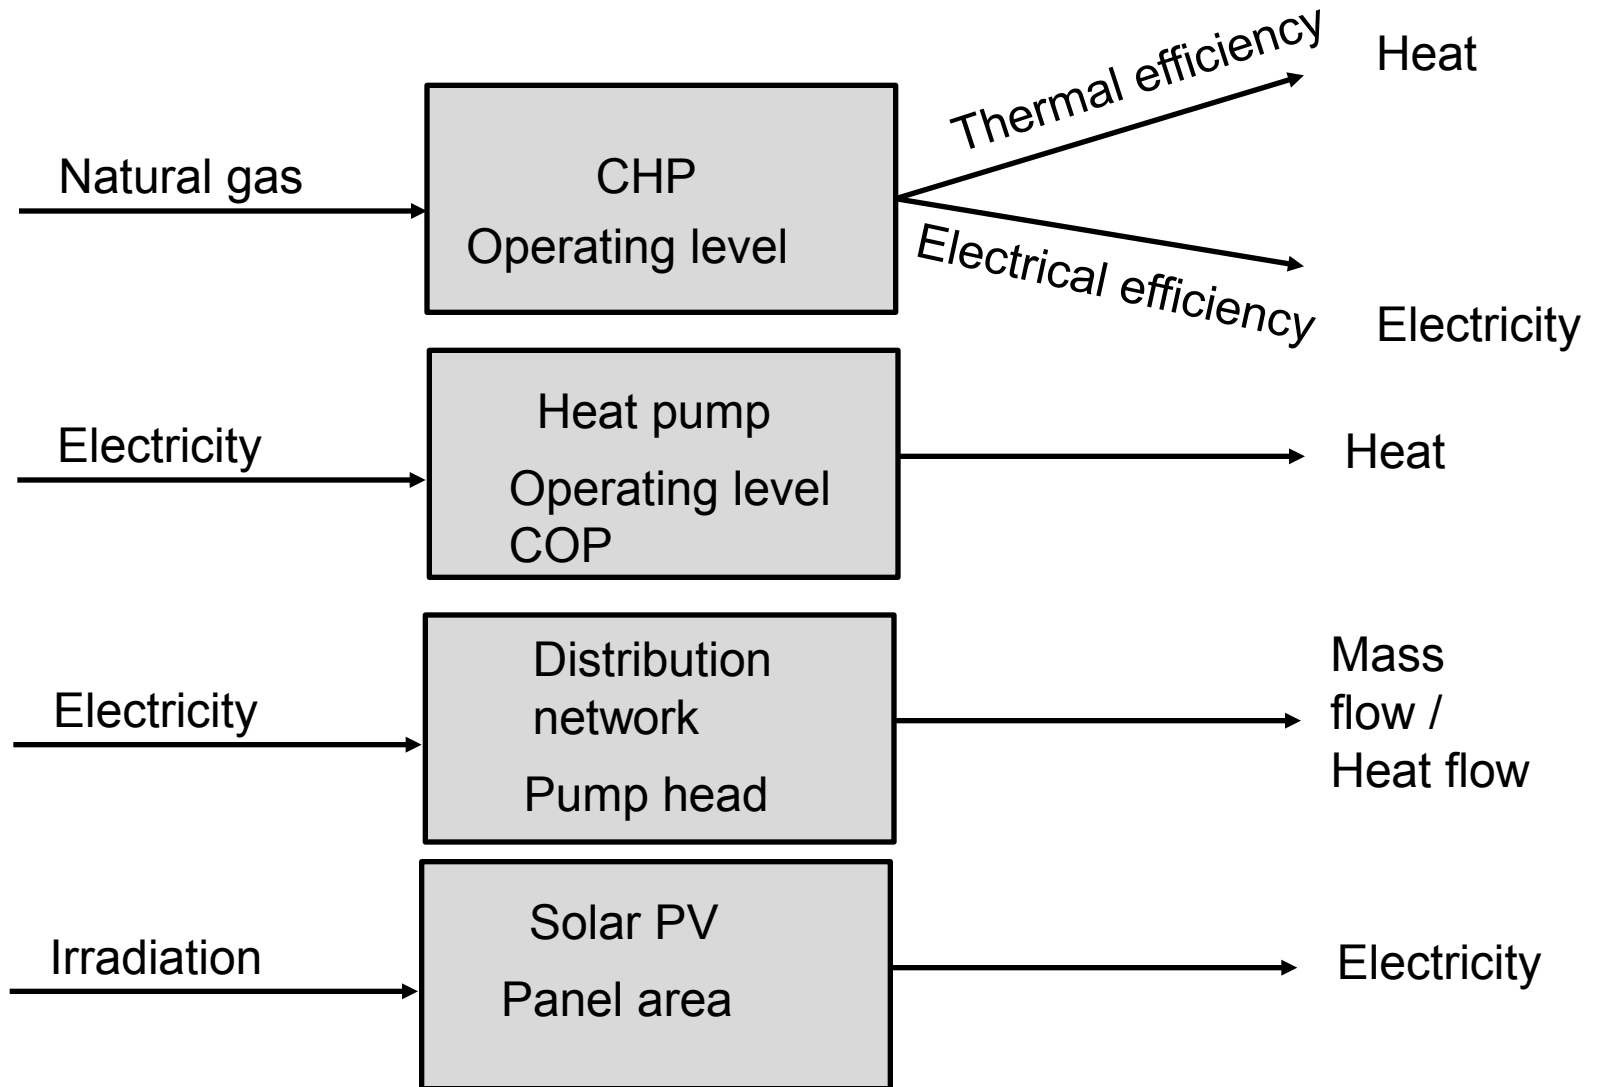 Natural gas
CHP
Operating level
Thermal efficiency
Heat
Electrical efficiency
Electricity
Electricity
Heat pump
Operating level
COP
Heat
Electricity
Distribution
network
Pump head
Mass
flow /
Heat flow
Irradiation
Solar PV
Panel area
Electricity